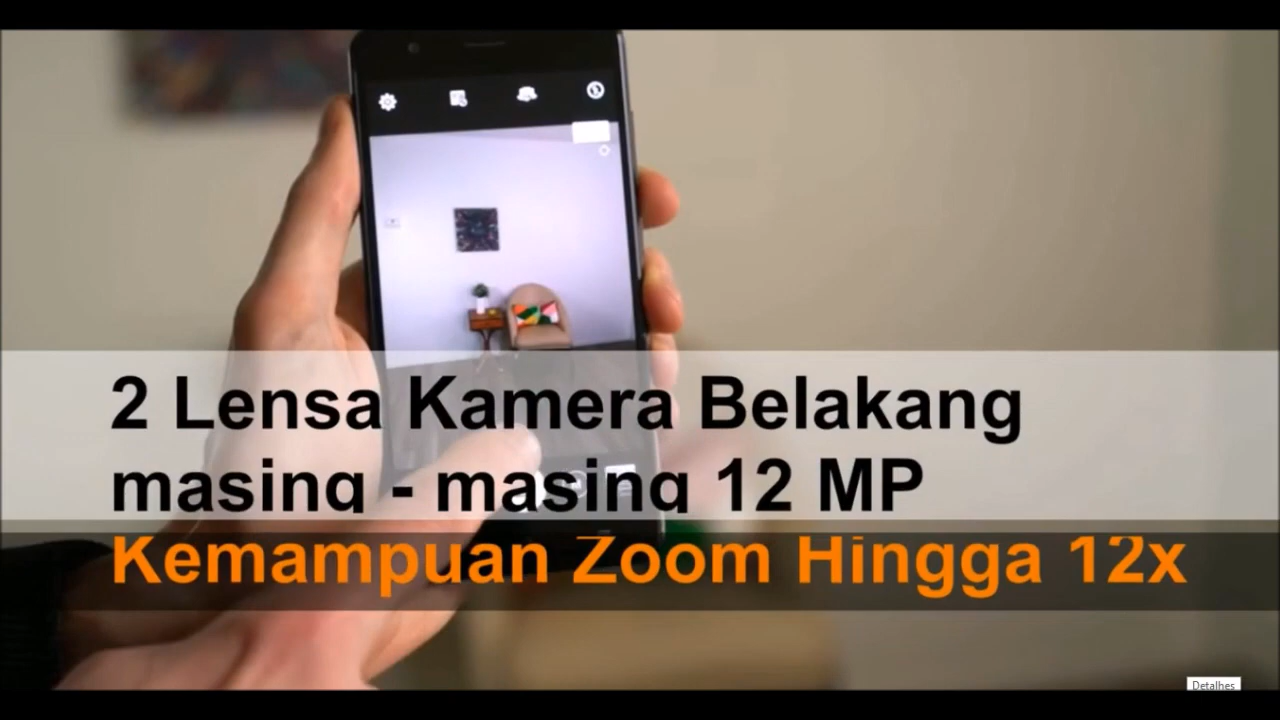 2 Lensa Kamera Belakang
masing - masing 12 MP
Kemampuan Zoom Hingga 12x
Detalhes